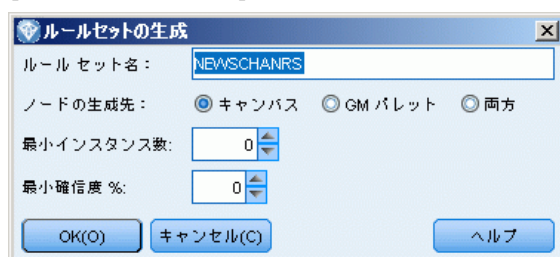 ルールセットの生成
ルール セット名： NEWSCHANRS
ノードの生成先： キャンバス GM パレット 両方
最小インスタンス数: 0
最小確信度 %: 0
OK(O) キャンセル(C) ヘルプ